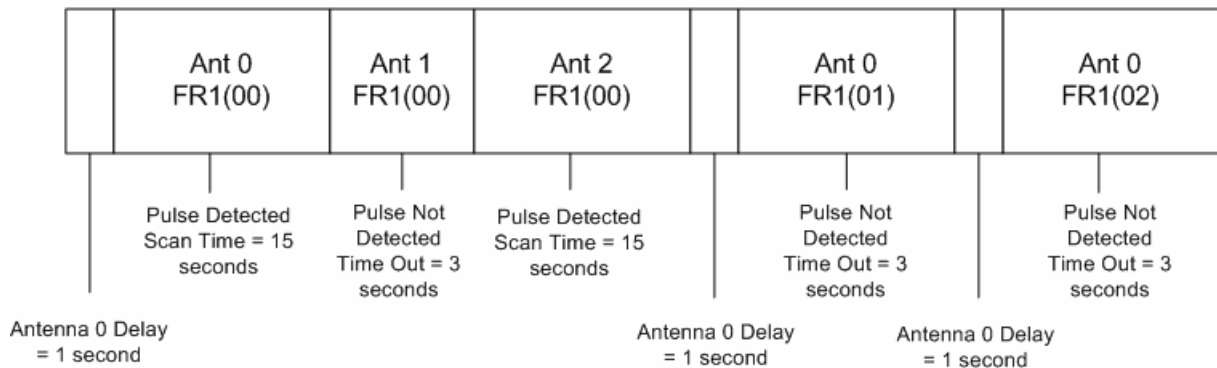 Ant 0
FR1(00)
Ant 1
FR1(00)
Ant 2
FR1(00)
Ant 0
FR1(01)
Ant 0
FR1(02)
Pulse Detected
Scan Time = 15
seconds
Pulse Not
Detected
Time Out = 3
seconds
Pulse Detected
Scan Time = 15
seconds
Pulse Not
Detected
Time Out = 3
seconds
Pulse Not
Detected
Time Out = 3
seconds
Antenna 0 Delay
= 1 second
Antenna 0 Delay
= 1 second
Antenna 0 Delay
= 1 second